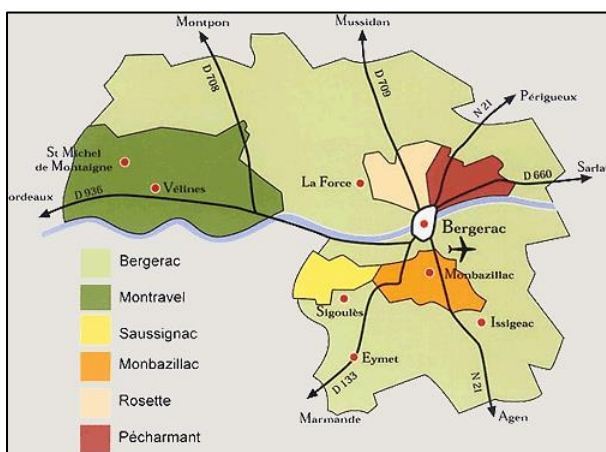 Montpon
Mussidan
D 708
D 709
N 21
Périgueux
St Michel
de Montaigne
Vélines
La Force
D 660
Sarla
ordeaux
D 936
Bergerac
Monbazillac
Sigoulès
Issigeac
Eymet
D 133
N 21
Marmande
Agen
Bergerac
Montravel
Saussignac
Monbazillac
Rosette
Pécharmant